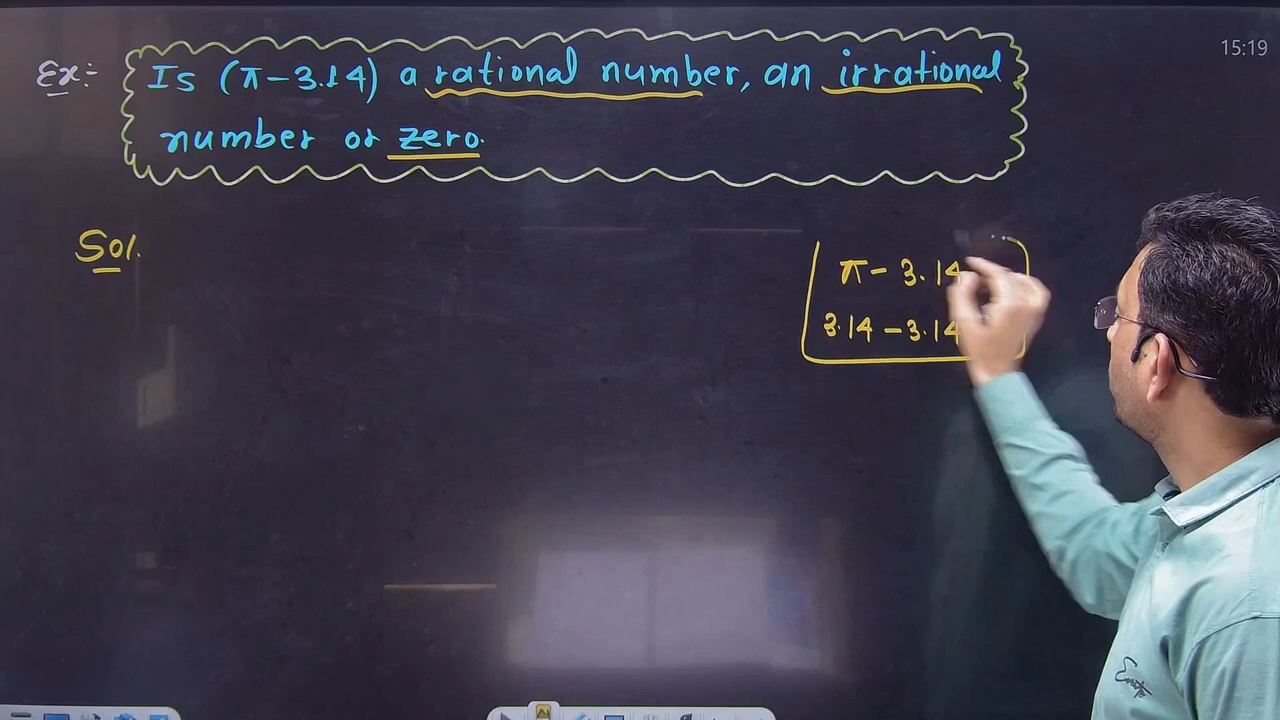 Ex:-
Is (π-3.14) a rational number, an irrational
number or zero.
15:19
Sol.
π - 3.14
3.14 - 3.14